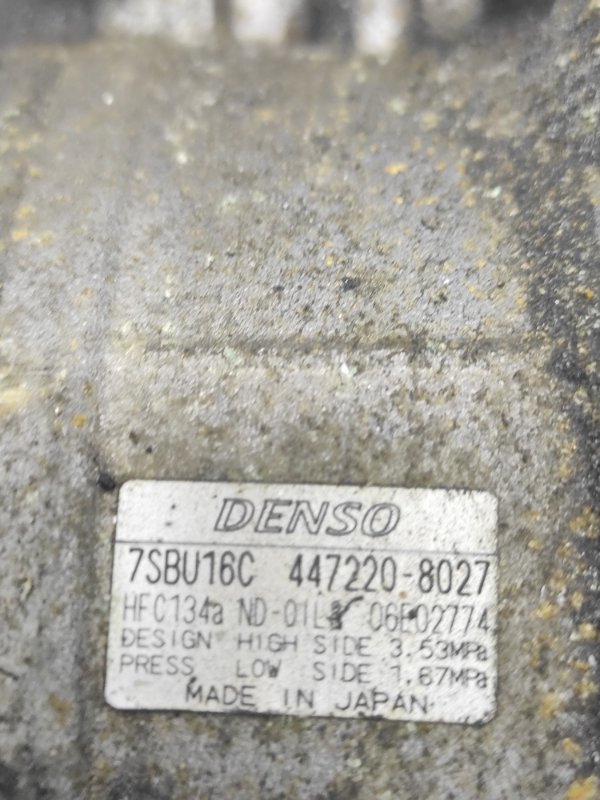 DENSO
7SBU16C 447220-8027
HFC134a ND-OIL8 06E02774
DESIGN HIGH SIDE 3.53MPa
PRESS. LOW SIDE 1.67MPa
MADE IN JAPAN